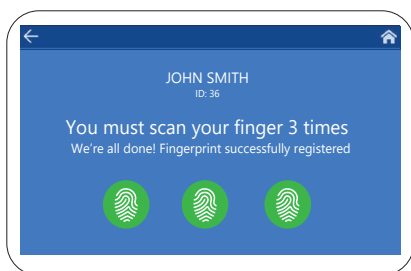 JOHN SMITH
ID: 36
You must scan your finger 3 times
We're all done! Fingerprint successfully registered